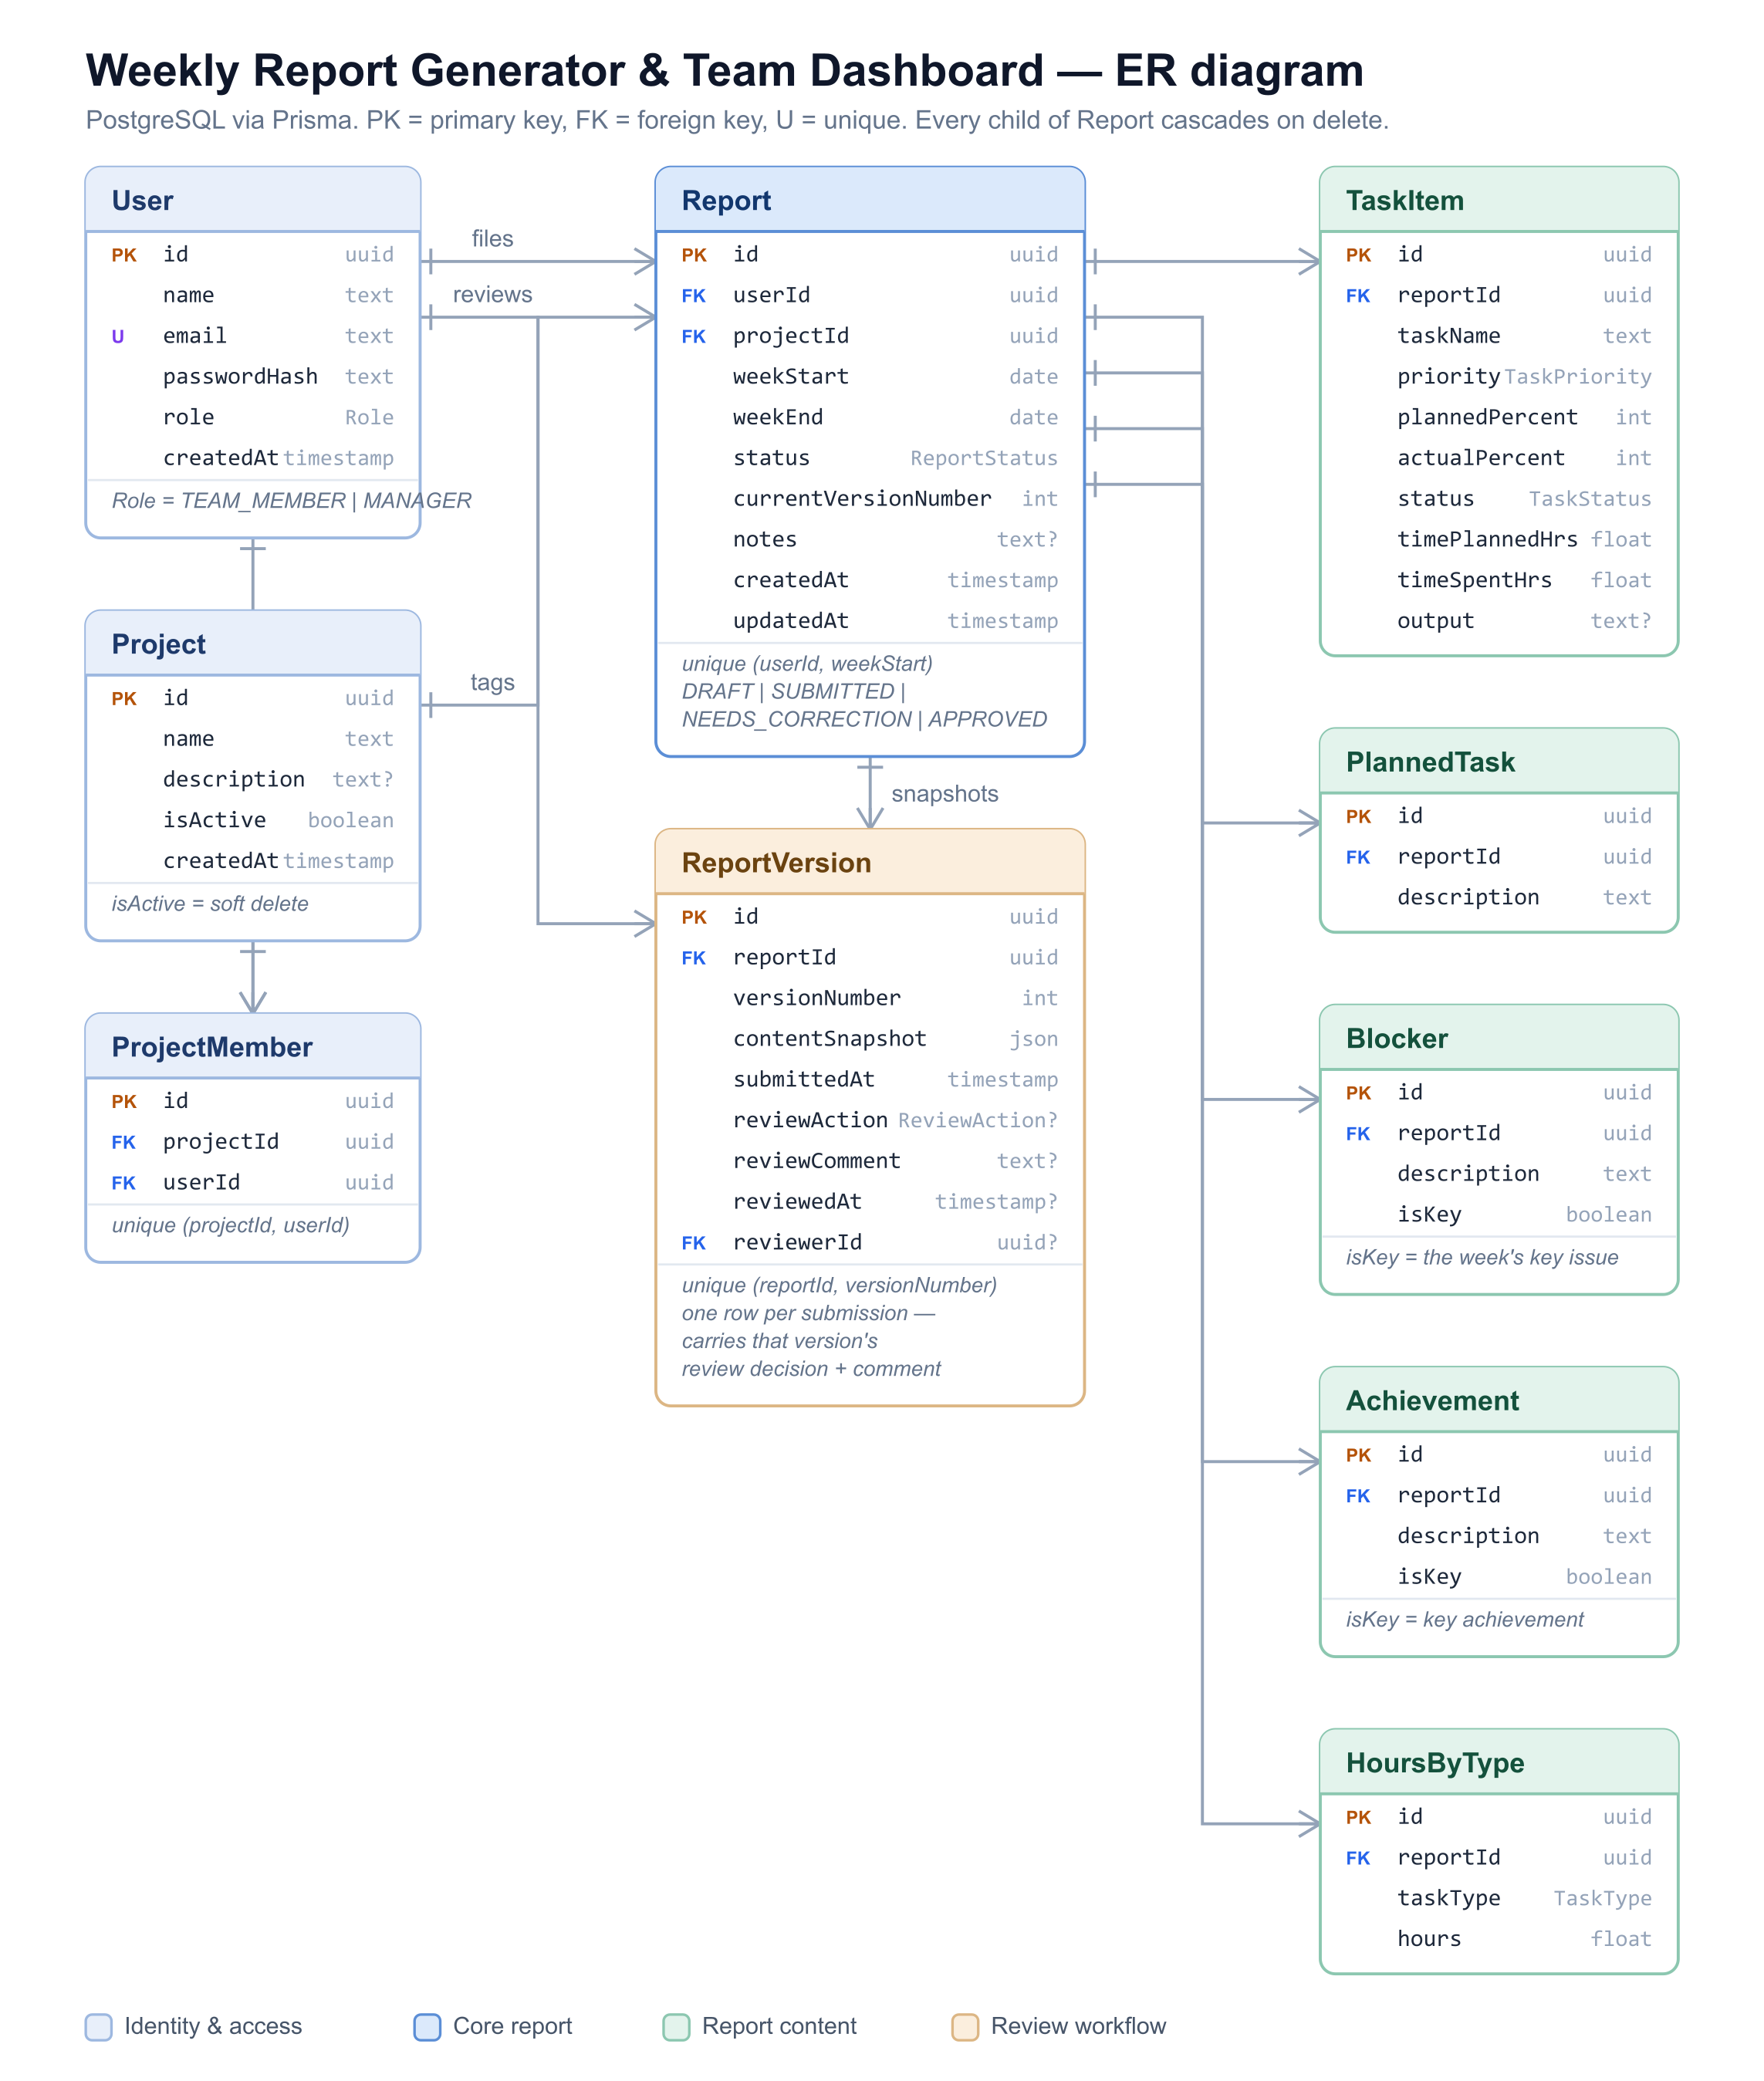 Weekly Report Generator & Team Dashboard — ER diagram
PostgreSQL via Prisma. PK = primary key, FK = foreign key, U = unique. Every child of Report cascades on delete.
User
PK id uuid
name text
U email text
passwordHash text
role Role
createdAt timestamp
Role = TEAM_MEMBER | MANAGER
files
reviews
Project
PK id uuid
name text
description text?
isActive boolean
createdAt timestamp
isActive = soft delete
tags
ProjectMember
PK id uuid
FK projectId uuid
FK userId uuid
unique (projectId, userId)
Report
PK id uuid
FK userId uuid
FK projectId uuid
weekStart date
weekEnd date
status ReportStatus
currentVersionNumber int
notes text?
createdAt timestamp
updatedAt timestamp
unique (userId, weekStart)
DRAFT | SUBMITTED |
NEEDS_CORRECTION | APPROVED
snapshots
ReportVersion
PK id uuid
FK reportId uuid
versionNumber int
contentSnapshot json
submittedAt timestamp
reviewAction ReviewAction?
reviewComment text?
reviewedAt timestamp?
FK reviewerId uuid?
unique (reportId, versionNumber)
one row per submission —
carries that version's
review decision + comment
TaskItem
PK id uuid
FK reportId uuid
taskName text
priority TaskPriority
plannedPercent int
actualPercent int
status TaskStatus
timePlannedHrs float
timeSpentHrs float
output text?
PlannedTask
PK id uuid
FK reportId uuid
description text
Blocker
PK id uuid
FK reportId uuid
description text
isKey boolean
isKey = the week's key issue
Achievement
PK id uuid
FK reportId uuid
description text
isKey boolean
isKey = key achievement
HoursByType
PK id uuid
FK reportId uuid
taskType TaskType
hours float
Identity & access
Core report
Report content
Review workflow